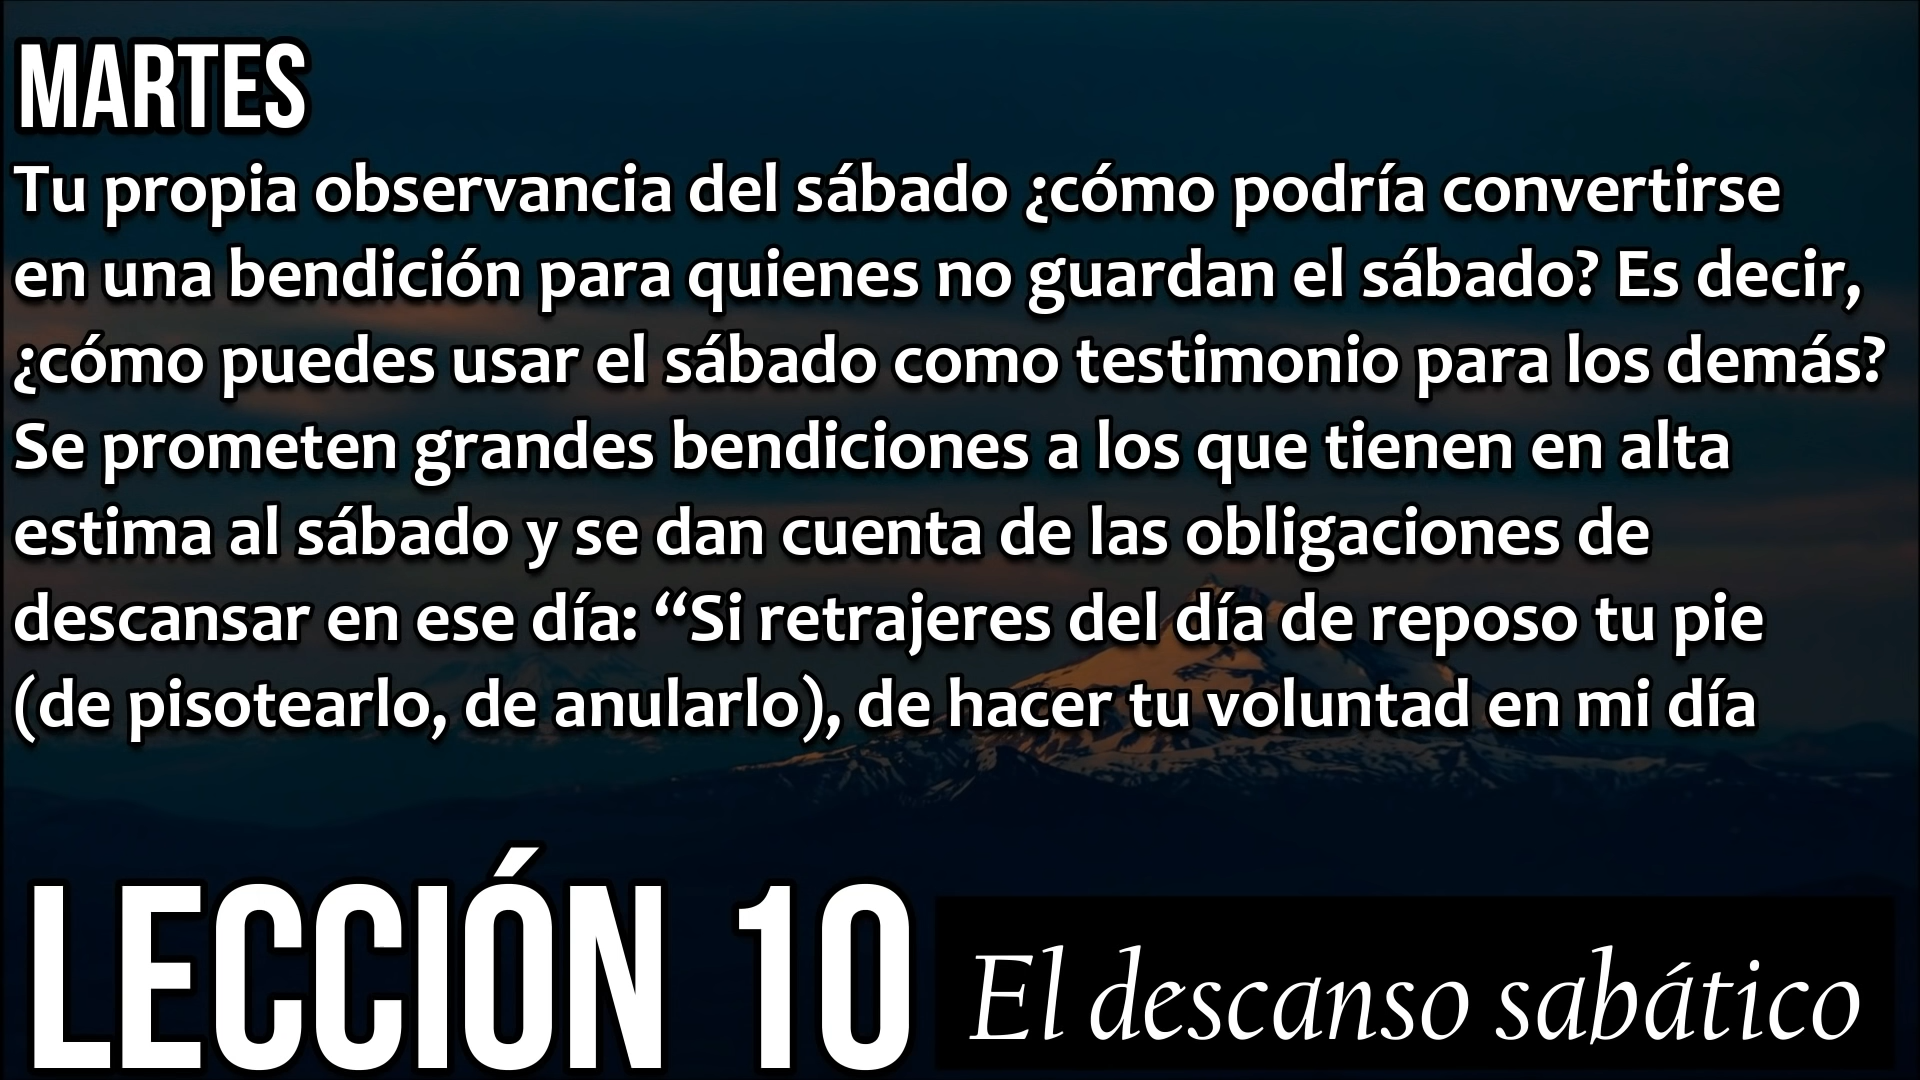 MARTES
Tu propia observancia del sábado ¿cómo podría convertirse
en una bendición para quienes no guardan el sábado? Es decir,
¿cómo puedes usar el sábado como testimonio para los demás?
Se prometen grandes bendiciones a los que tienen en alta
estima al sábado y se dan cuenta de las obligaciones de
descansar en ese día: “Si retrajeres del día de reposo tu pie
(de pisotearlo, de anularlo), de hacer tu voluntad en mi día
LECCIÓN 10
El descanso sabático